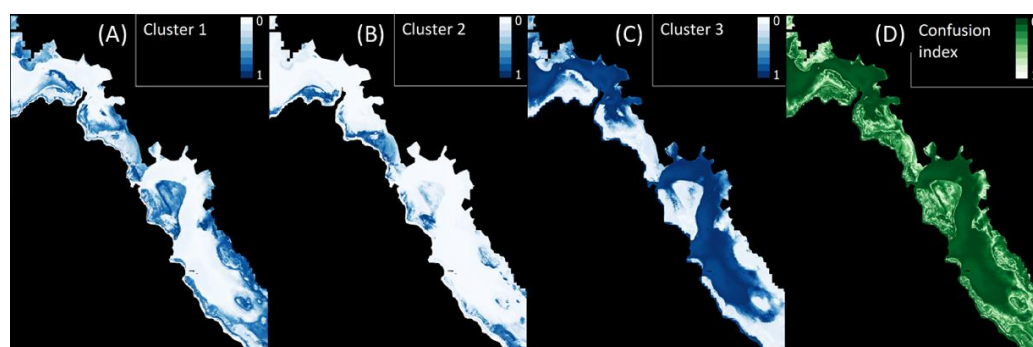 (A)
Cluster 1
0
1
(B)
Cluster 2
0
1
(C)
Cluster 3
0
1
(D)
Confusion
index